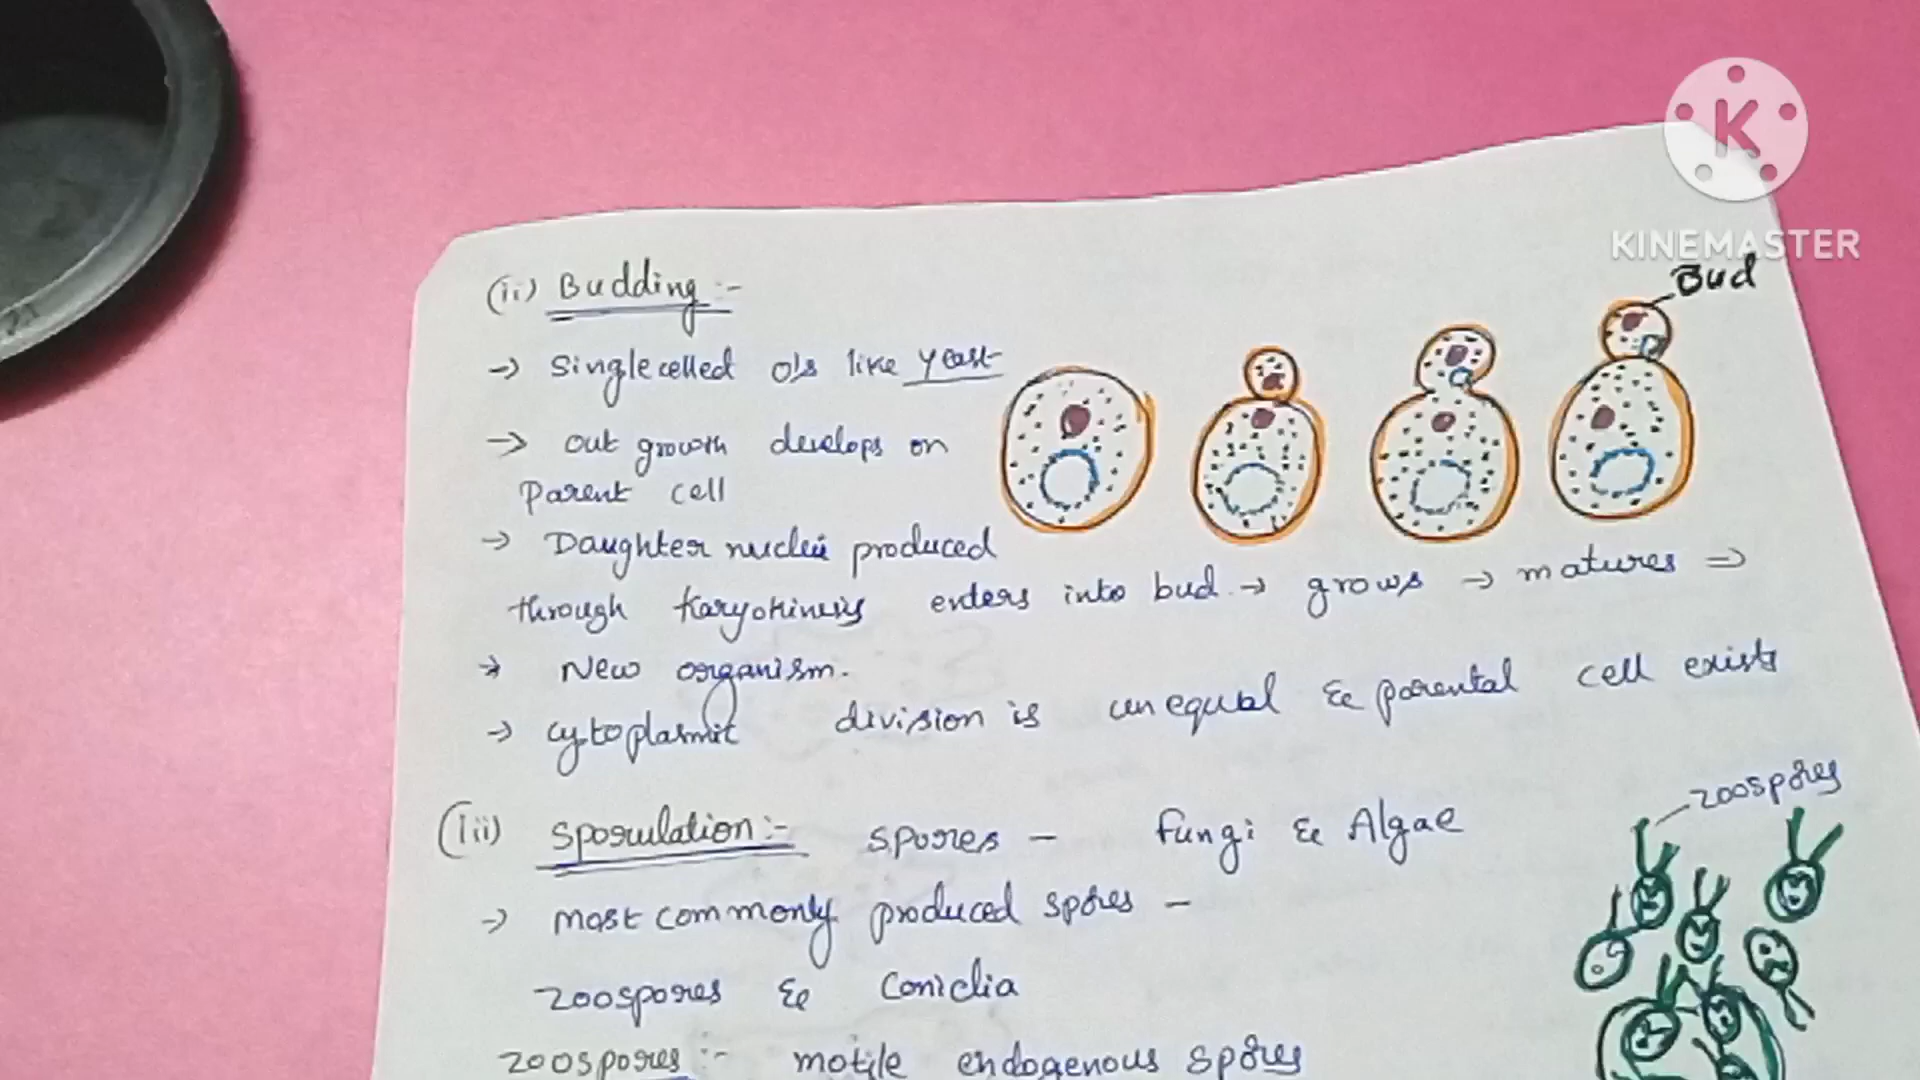 KINEMASTER
Bud
(ii) Budding :-
→ Singlecelled o's like yeast
→ out growth develops on
Parent cell
→ Daughter nuclei produced
through Karyokinesis enters into bud → grows → matures →
→ New organism.
→ cytoplasmic division is unequal & parental cell exists
zoospores
(iii) Sporulation:- spores - Fungi & Algae
→ most commonly produced spores -
zoospores & Conidia
zoospores :- motile endogenous spores